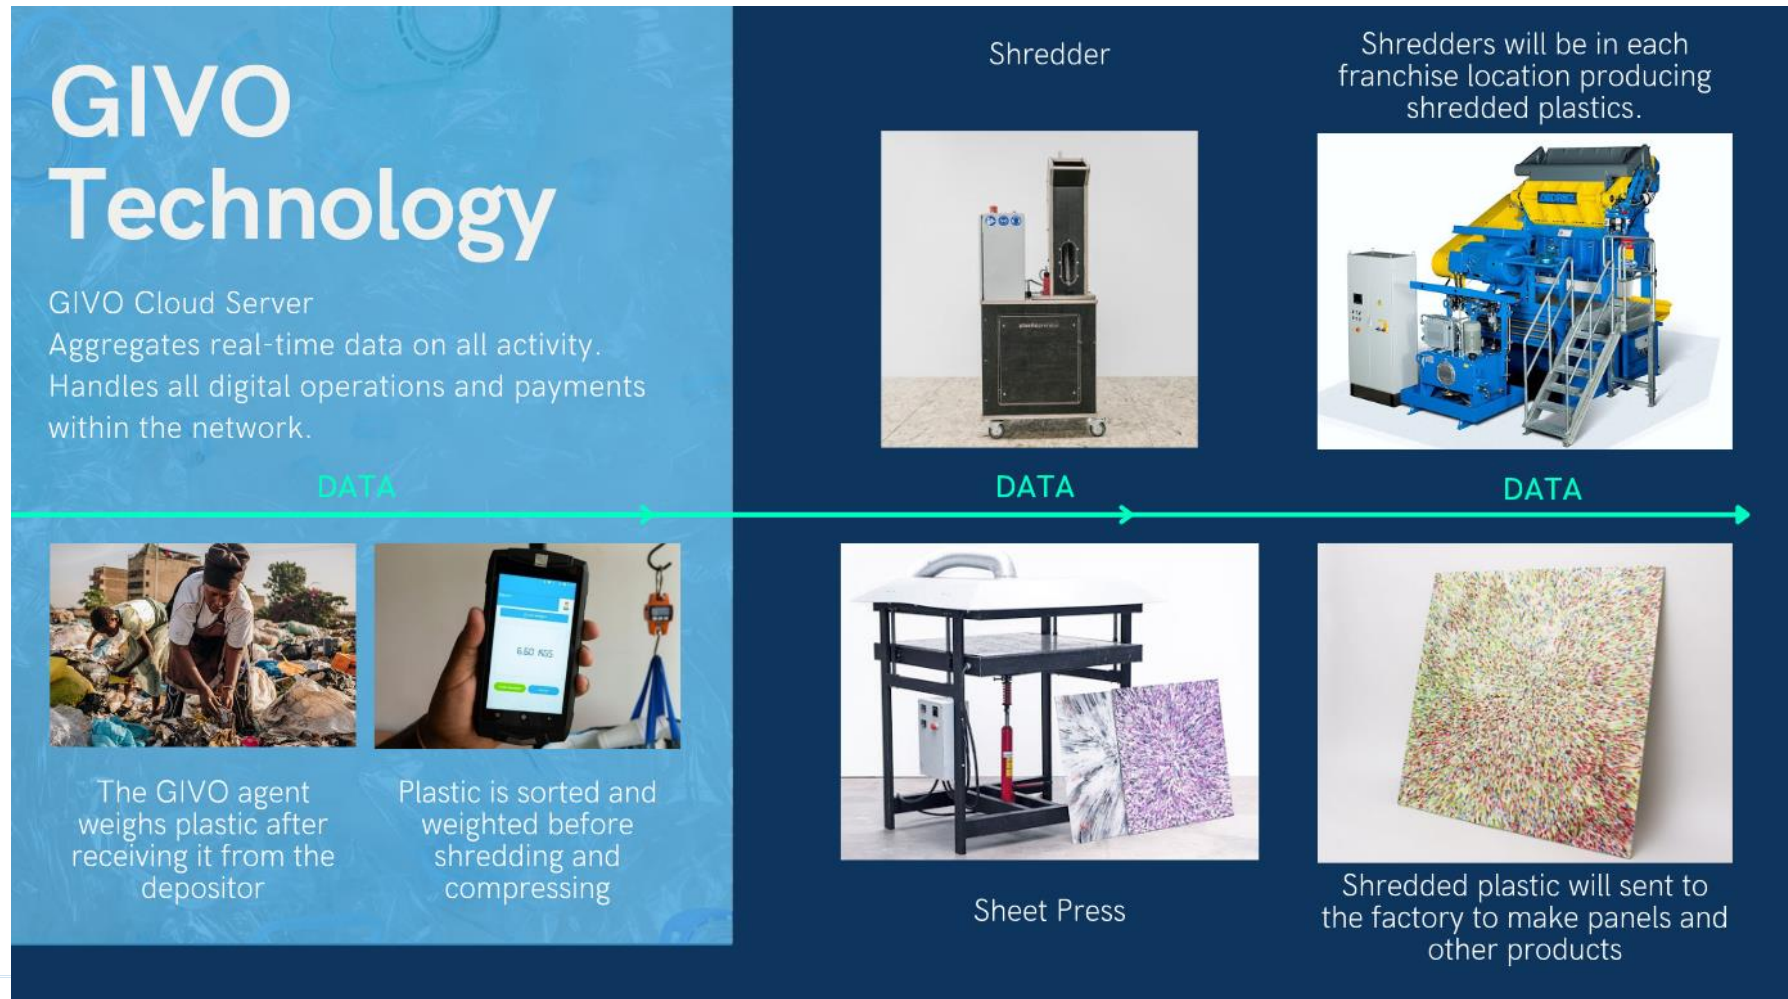 GIVO
Technology
GIVO Cloud Server
Aggregates real-time data on all activity.
Handles all digital operations and payments
within the network.
DATA
The GIVO agent
weighs plastic after
receiving it from the
depositor
6.60 KGS
Plastic is sorted and
weighted before
shredding and
compressing
Shredder
DATA
Sheet Press
Shredders will be in each
franchise location producing
shredded plastics.
DATA
Shredded plastic will sent to
the factory to make panels and
other products